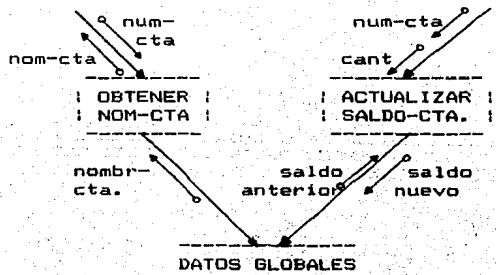 num-
cta
nom-cta
num-cta
cant
OBTENER
NOM-CTA
ACTUALIZAR
SALDO-CTA.
nombr-
cta.
saldo
anterior
saldo
nuevo
DATOS GLOBALES